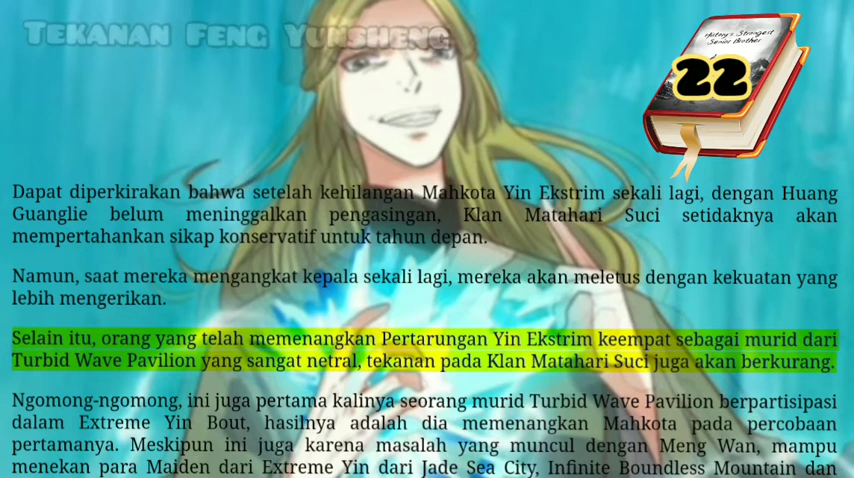 Tekanan Feng Yunsheng
History's Strongest
Senior Brother
22
Dapat diperkirakan bahwa setelah kehilangan Mahkota Yin Ekstrim sekali lagi, dengan Huang
Guanglie belum meninggalkan pengasingan, Klan Matahari Suci setidaknya akan
mempertahankan sikap konservatif untuk tahun depan.
Namun, saat mereka mengangkat kepala sekali lagi, mereka akan meletus dengan kekuatan yang
lebih mengerikan.
Selain itu, orang yang telah memenangkan Pertarungan Yin Ekstrim keempat sebagai murid dari
Turbid Wave Pavilion yang sangat netral, tekanan pada Klan Matahari Suci juga akan berkurang.
Ngomong-ngomong, ini juga pertama kalinya seorang murid Turbid Wave Pavilion berpartisipasi
dalam Extreme Yin Bout, hasilnya adalah dia memenangkan Mahkota pada percobaan
pertamanya. Meskipun ini juga karena masalah yang muncul dengan Meng Wan, mampu
menekan para Maiden dari Extreme Yin dari Jade Sea City, Infinite Boundless Mountain dan